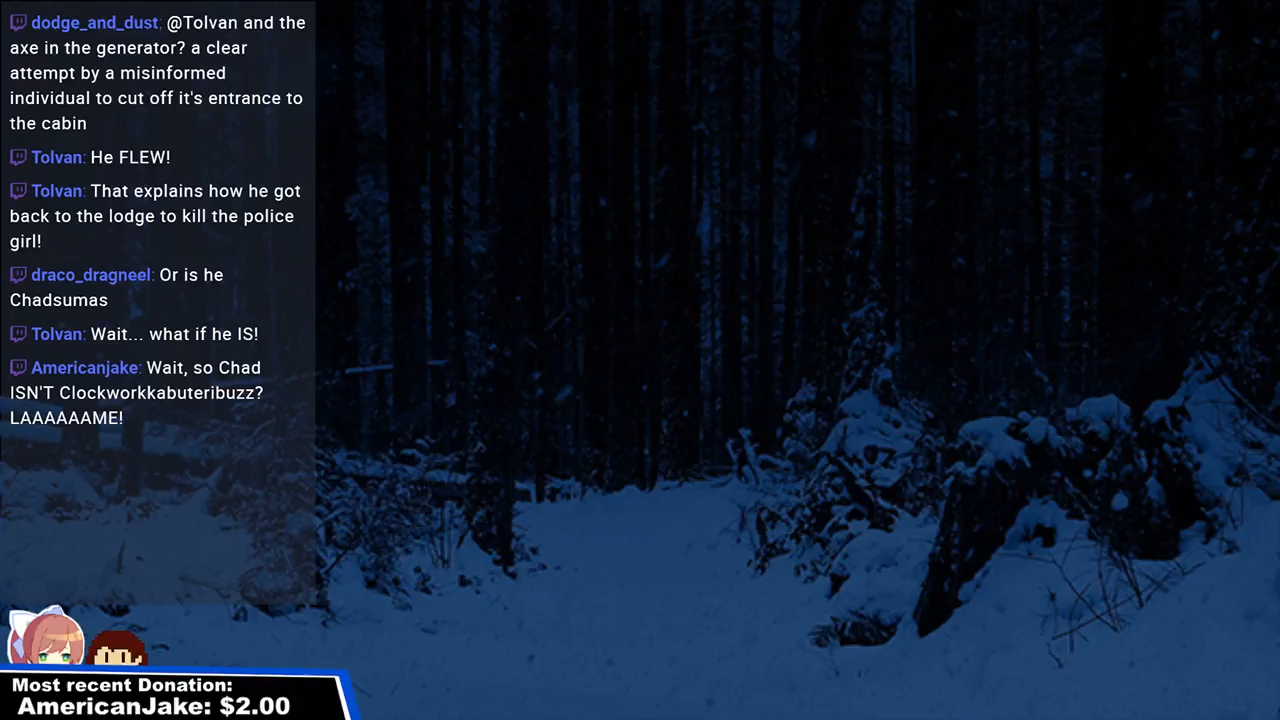 dodge_and_dust: @Tolvan and the
axe in the generator? a clear
attempt by a misinformed
individual to cut off it's entrance to
the cabin
Tolvan: He FLEW!
Tolvan: That explains how he got
back to the lodge to kill the police
girl!
draco_dragneel: Or is he
Chadsumas
Tolvan: Wait... what if he IS!
Americanjake: Wait, so Chad
ISN'T Clockworkkabuteribuzz?
LAAAAAAME!
Most recent Donation:
AmericanJake: $2.00